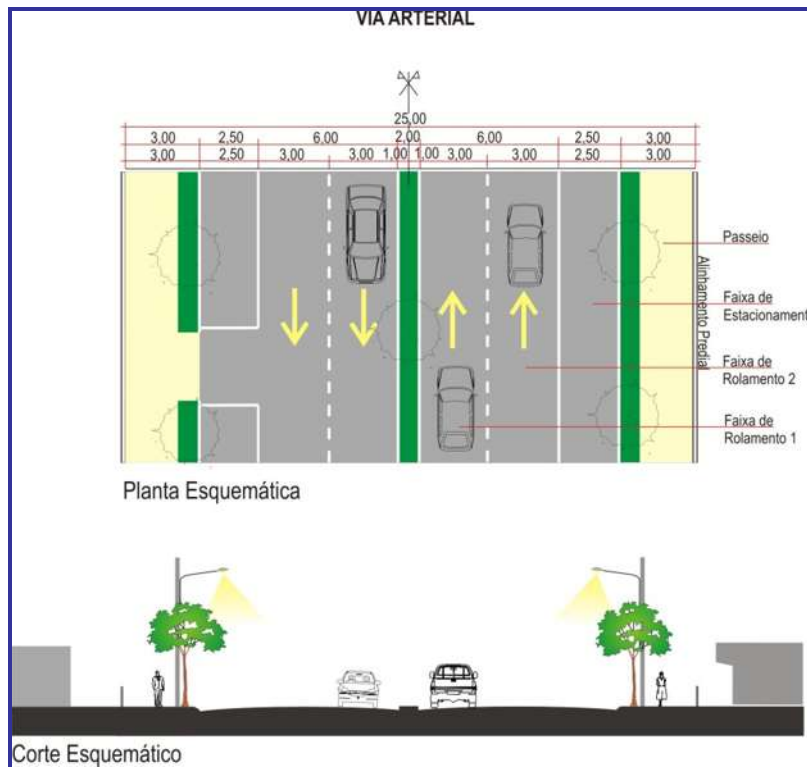 VIA ARTERIAL
25,00
3,00 2,50 6,00 2,00 6,00 2,50 3,00
3,00 2,50 3,00 3,00 1,00 1,00 3,00 3,00 2,50 3,00
Passeio
Alinhamento Predial
Faixa de
Estacionament
Faixa de
Rolamento 2
Faixa de
Rolamento 1
Planta Esquemática
Corte Esquemático